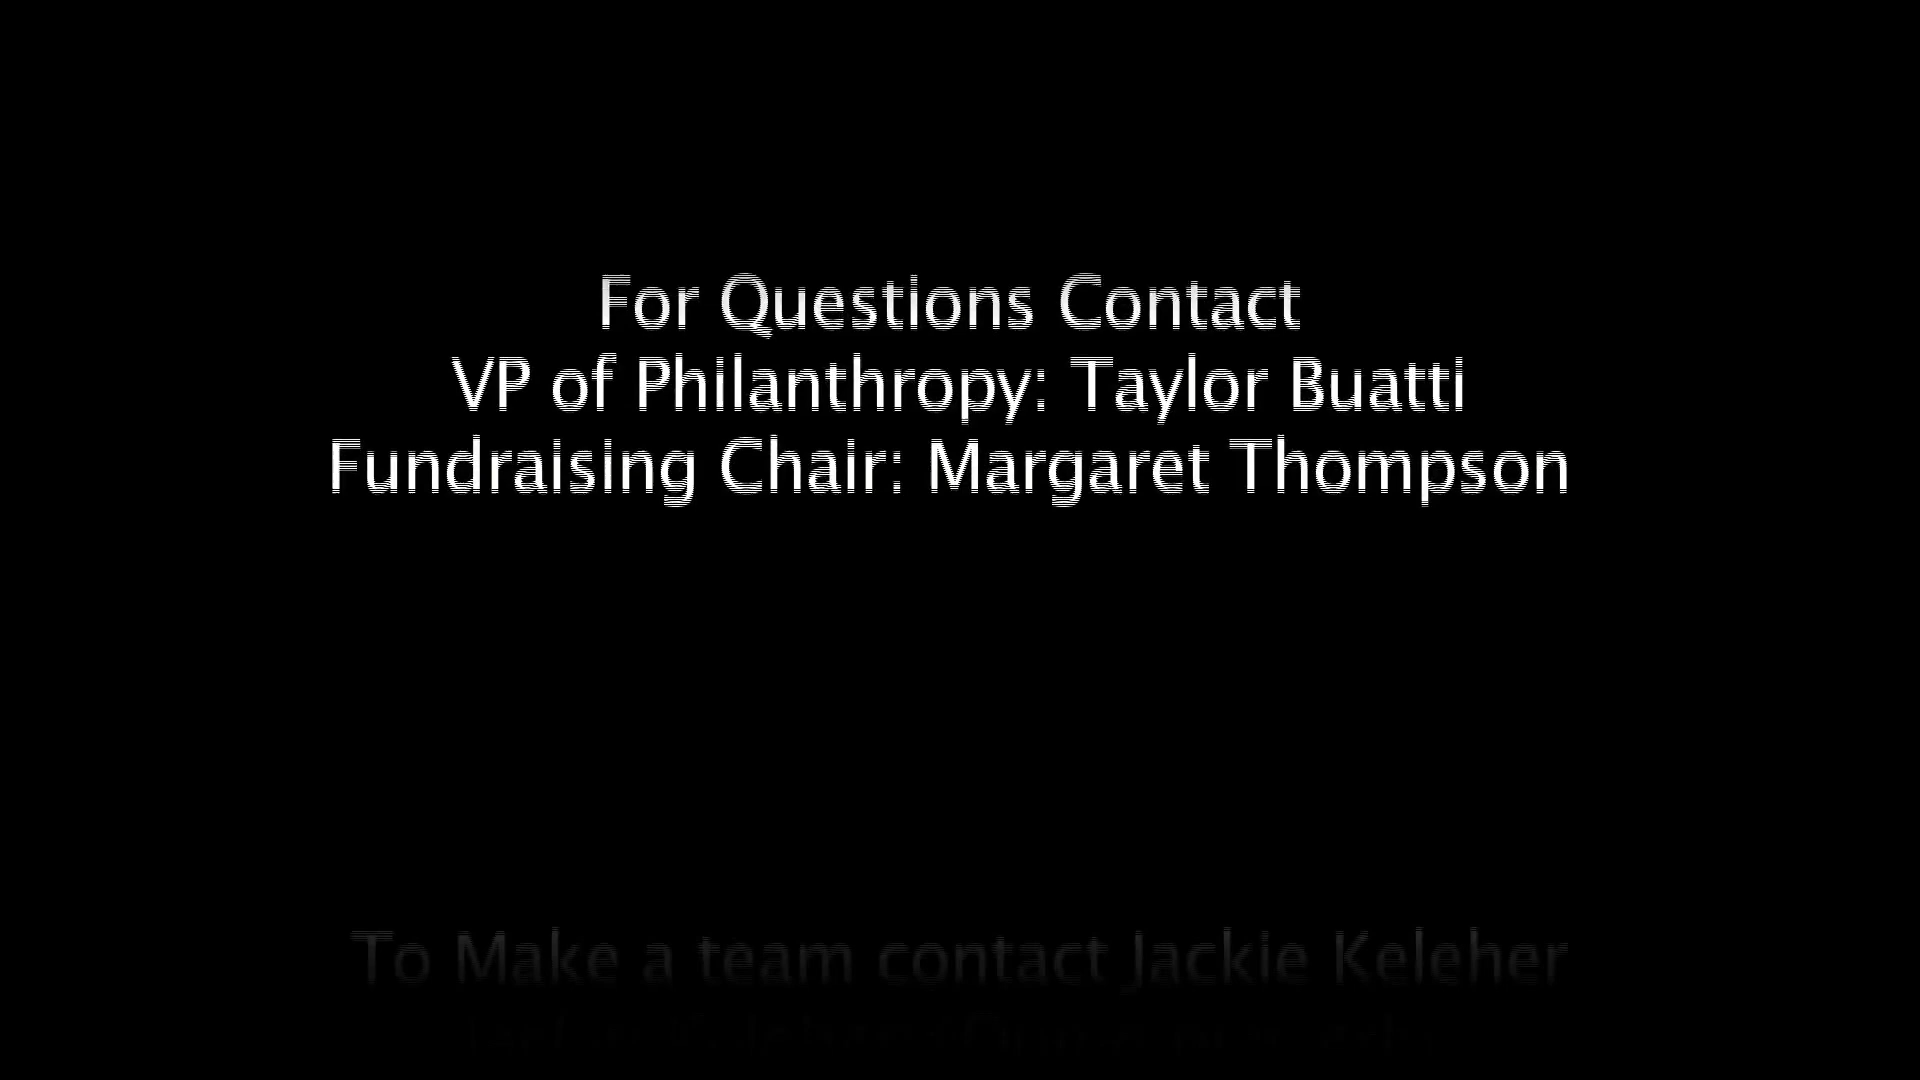 For Questions Contact
VP of Philanthropy: Taylor Buatti
Fundraising Chair: Margaret Thompson
To Make a team contact Jackie Keleher